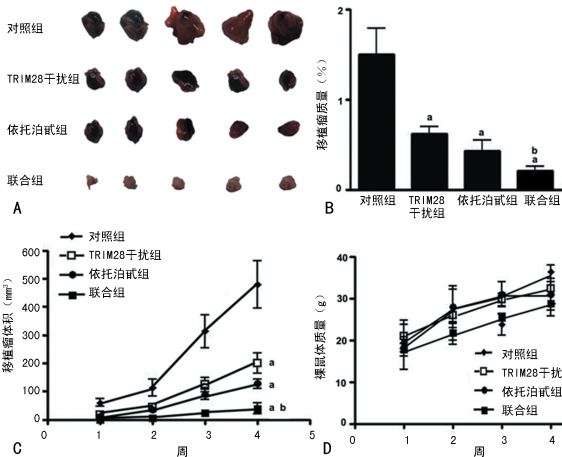 对照组
TRIM28干扰组
依托泊甙组
联合组
A
移植瘤质量(%)
2
1
0
a
a
b
a
对照组
TRIM28
干扰组
依托泊甙组
联合组
B
对照组
TRIM28干扰组
依托泊甙组
联合组
移植瘤体积(mm³)
600
500
400
300
200
100
0
a
a
a b
0
1
2
3
4
5
周
C
裸鼠体质量(g)
40
30
20
0
对照组
TRIM28干扰
依托泊甙组
联合组
0
1
2
3
4
周
D